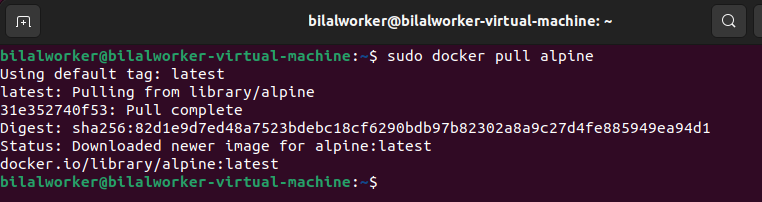 bilalworker@bilalworker-virtual-machine: ~
bilalworker@bilalworker-virtual-machine:~$ sudo docker pull alpine
Using default tag: latest
latest: Pulling from library/alpine
31e352740f53: Pull complete
Digest: sha256:82d1e9d7ed48a7523bdebc18cf6290bdb97b82302a8a9c27d4fe885949ea94d1
Status: Downloaded newer image for alpine:latest
docker.io/library/alpine:latest
bilalworker@bilalworker-virtual-machine:~$